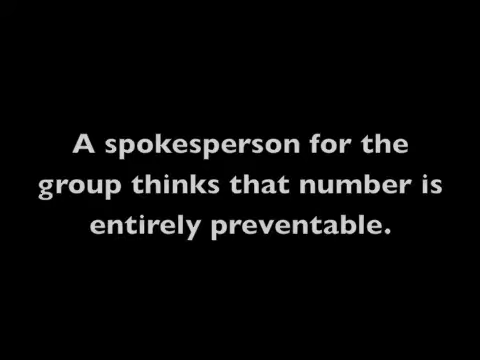 A spokesperson for the
group thinks that number is
entirely preventable.